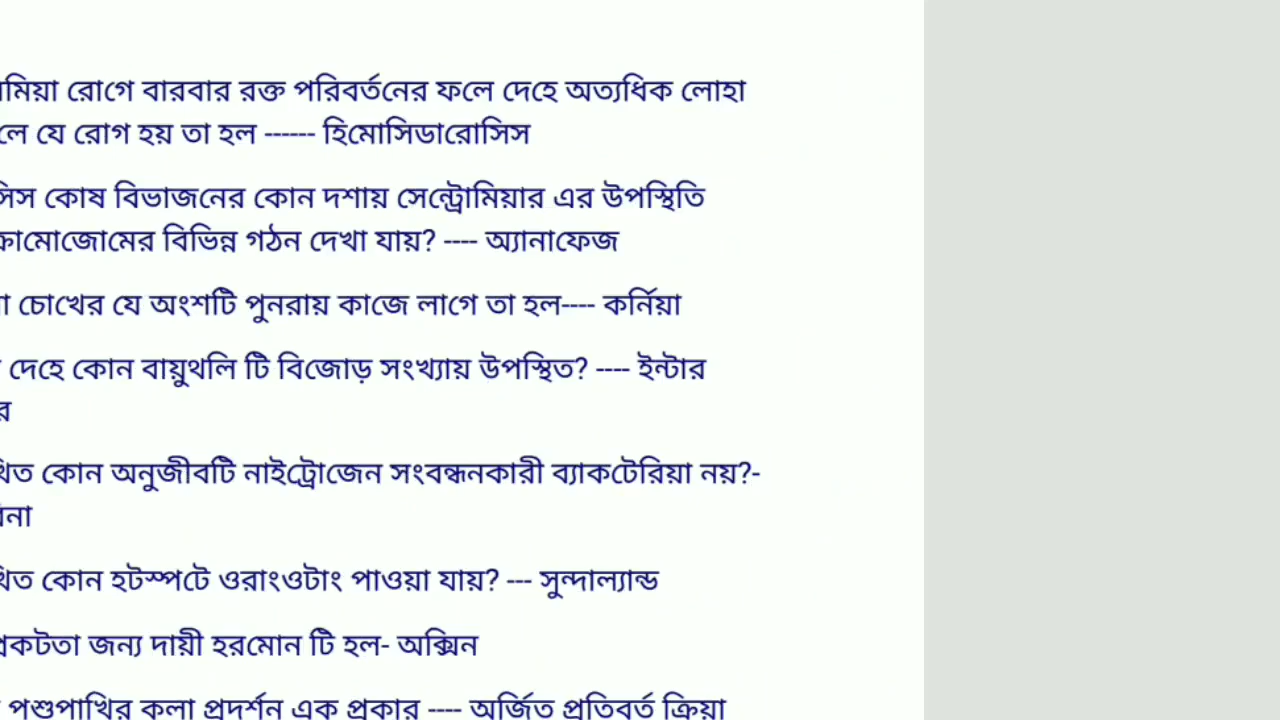 মিয়া রোগে বারবার রক্ত পরিবর্তনের ফলে দেহে অত্যধিক লোহা
লে যে রোগ হয় তা হল ------ হিমোসিডারোসিস
সিস কোষ বিভাজনের কোন দশায় সেন্ট্রোমিয়ার এর উপস্থিতি
ক্রোমোজোমের বিভিন্ন গঠন দেখা যায়? ---- অ্যানাফেজ
া চোখের যে অংশটি পুনরায় কাজে লাগে তা হল---- কর্নিয়া
দেহে কোন বায়ুথলি টি বিজোড় সংখ্যায় উপস্থিত? ---- ইন্টার
র
খিত কোন অনুজীবটি নাইট্রোজেন সংবন্ধনকারী ব্যাকটেরিয়া নয়?-
িনা
খিত কোন হটস্পটে ওরাংওটাং পাওয়া যায়? --- সুন্দাল্যান্ড
প্রকটতা জন্য দায়ী হরমোন টি হল- অক্সিন
পশুপাখির কলা প্রদর্শন এক প্রকার ---- অর্জিত প্রতিবর্ত ক্রিয়া